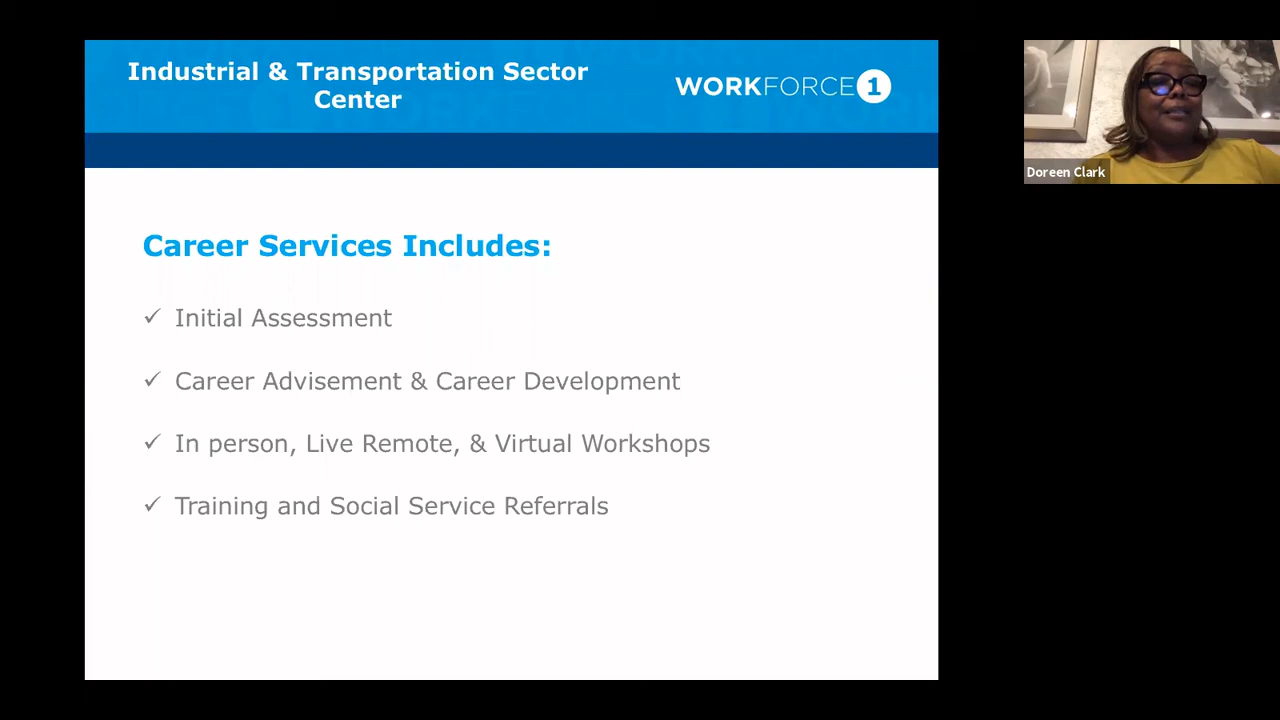 Industrial & Transportation Sector
Center
WORKFORCE 1
Career Services Includes:
✓ Initial Assessment
✓ Career Advisement & Career Development
✓ In person, Live Remote, & Virtual Workshops
✓ Training and Social Service Referrals
Doreen Clark